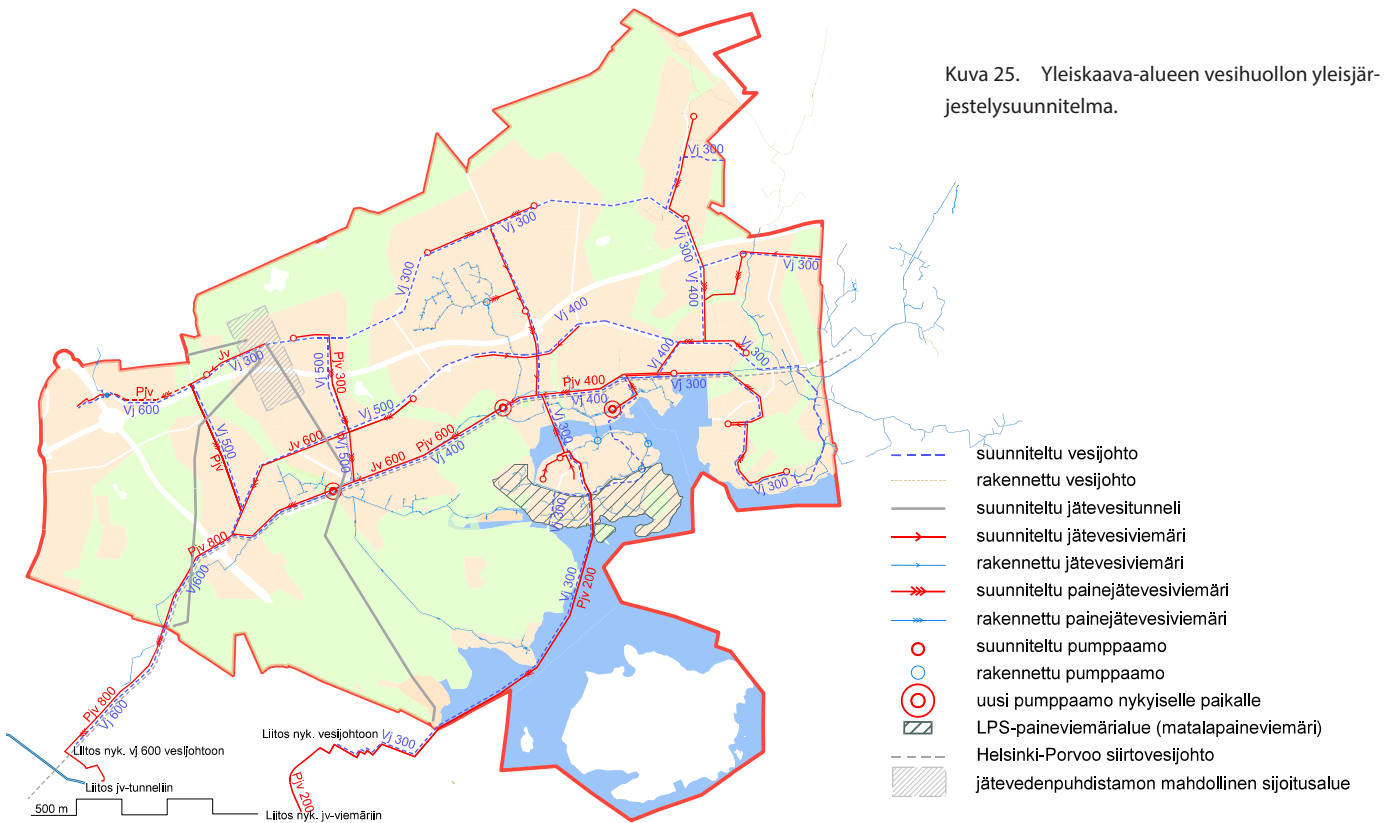 Kuva 25. Yleiskaava-alueen vesihuollon yleisjär-
jestelysuunnitelma.
Vj 300
Vj 300
Vj 300
Vj 300
Vj 400
Vj 300
Vj 400
Vj 400
Vj 300
Jv
Vj 300
Vj 500
Pjv 300
Pjv 400
Vj 300
Vj 400
Pjv
Vj 600
Vj 500
Pjv
Jv 600
Vj 500
Vj 500
Jv 600
Pjv 600
Vj 400
Vj 300
Vj 300
Vj 300
Pjv 800
Vj600
Vj 300
Pjv 200
Pjv 800
Vj 600
Liitos nyk. vj 600 vesijohtoon
Liitos nyk. vesijohtoon
Vj 300
Liitos jv-tunneliin
Pjv 200
500 m
Liitos nyk. jv-viemäriin
suunniteltu vesijohto
rakennettu vesijohto
suunniteltu jätevesitunneli
suunniteltu jätevesiviemäri
rakennettu jätevesiviemäri
suunniteltu painejätevesiviemäri
rakennettu painejätevesiviemäri
suunniteltu pumppaamo
rakennettu pumppaamo
uusi pumppaamo nykyiselle paikalle
LPS-paineviemärialue (matalapaineviemäri)
Helsinki-Porvoo siirtovesijohto
jätevedenpuhdistamon mahdollinen sijoitusalue